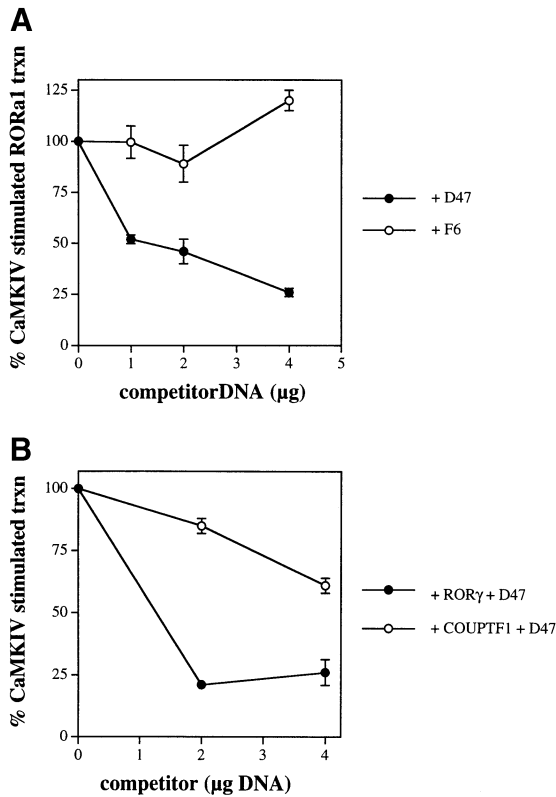 A
% CaMKIV stimulated RORa1 trxn
125
100
75
50
25
0
0 1 2 3 4 5
competitorDNA (μg)
+ D47
+ F6
B
% CaMKIV stimulated trxn
100
75
50
25
0
0 1 2 3 4
competitor (μg DNA)
+ RORγ + D47
+ COUPTF1 + D47